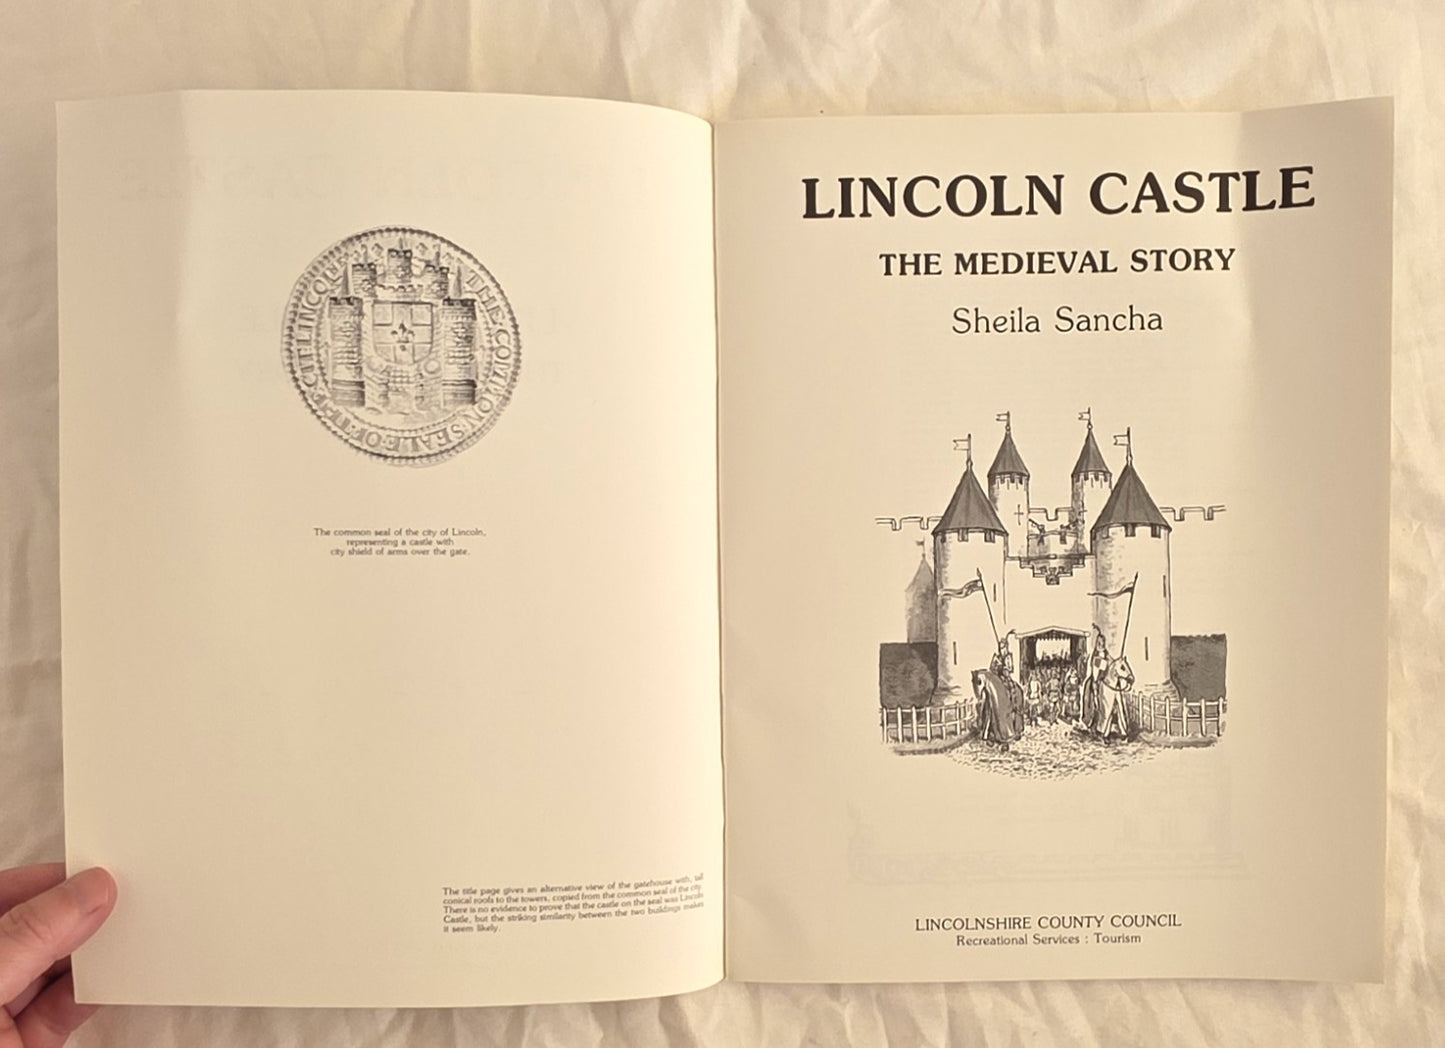 THE·COMMON·SEALE·OF·THE·CITI·LINCOLNE
The common seal of the city of Lincoln,
representing a castle with
city shield of arms over the gate.
The title page gives an alternative view of the gatehouse with, tall
conical roofs to the towers, copied from the common seal of the city.
There is no evidence to prove that the castle on the seal was Lincoln
Castle, but the striking similarity between the two buildings makes
it seem likely.
LINCOLN CASTLE
THE MEDIEVAL STORY
Sheila Sancha
LINCOLNSHIRE COUNTY COUNCIL
Recreational Services : Tourism